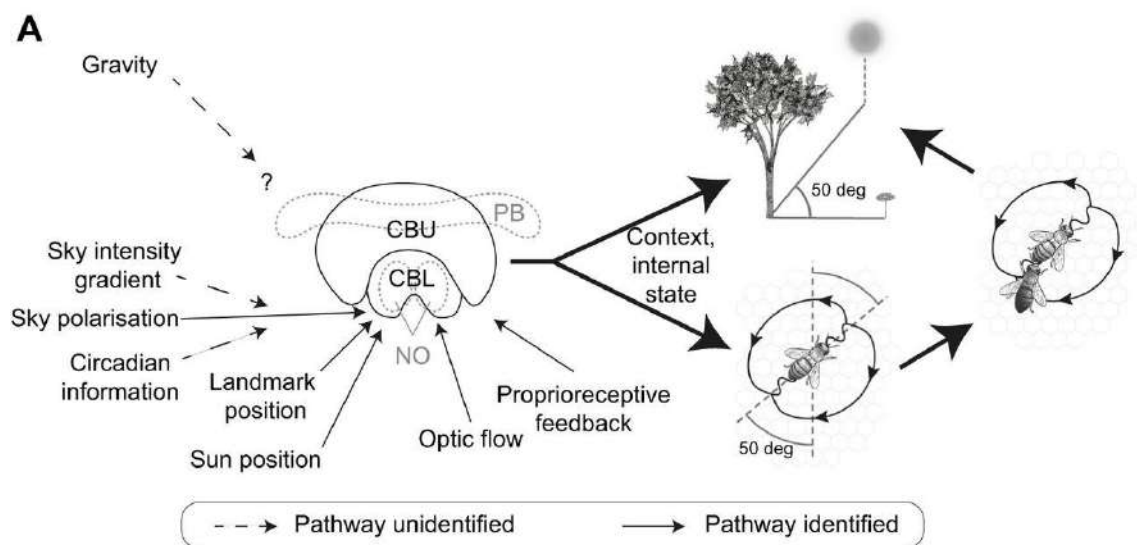 A
Gravity
?
PB
CBU
CBL
NO
Sky intensity
gradient
Sky polarisation
Circadian
information
Landmark
position
Sun position
Optic flow
Proprioreceptive
feedback
Context,
internal
state
50 deg
50 deg
Pathway unidentified
Pathway identified